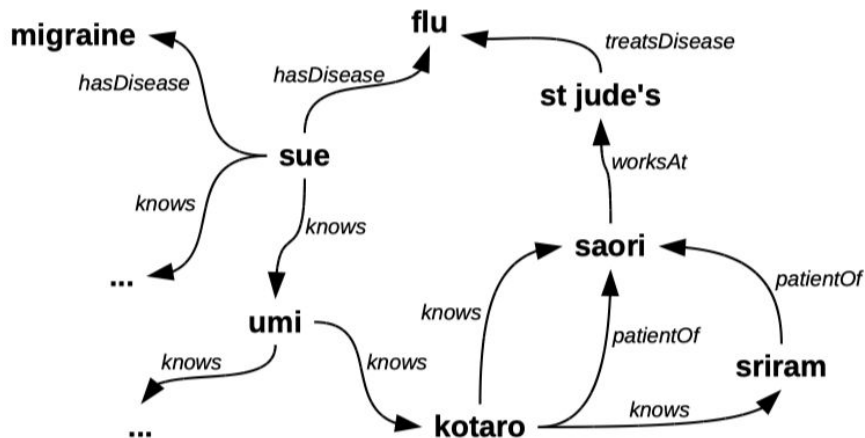 migraine
flu
treatsDisease
hasDisease
hasDisease
st jude's
sue
worksAt
knows
knows
saori
...
patientOf
umi
knows
patientOf
knows
knows
sriram
knows
...
kotaro